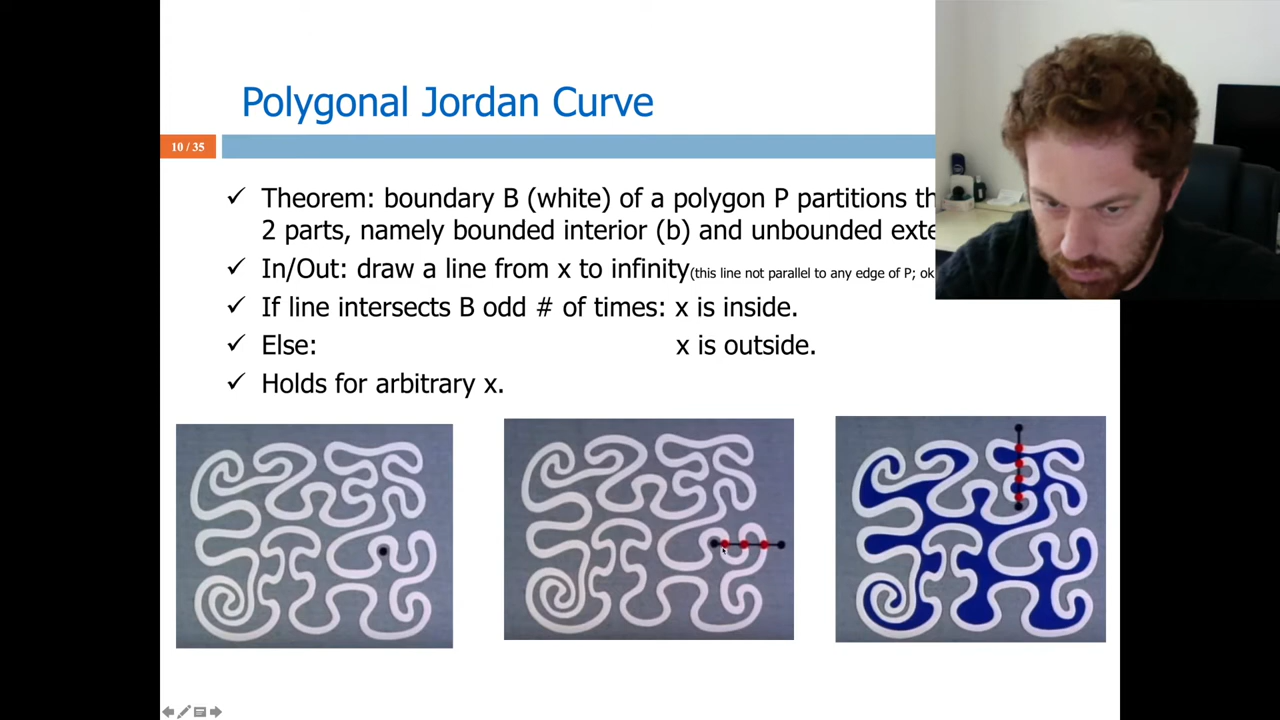 Polygonal Jordan Curve
10 / 35
✓ Theorem: boundary B (white) of a polygon P partitions
2 parts, namely bounded interior (b) and unbounded
✓ In/Out: draw a line from x to infinity(this line not parallel to any edge of P; ok
✓ If line intersects B odd # of times: x is inside.
✓ Else: x is outside.
✓ Holds for arbitrary x.